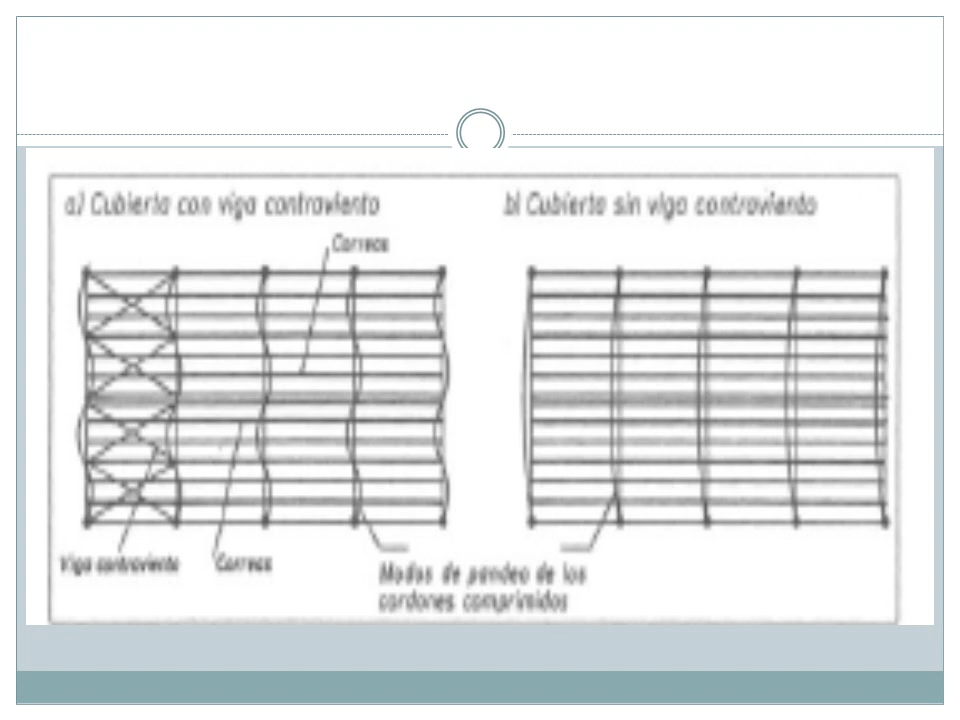 a) Cubierta con viga contraviento
b) Cubierta sin viga contraviento
Correas
Viga contraviento
Correas
Modos de pandeo de los
cordones comprimidos